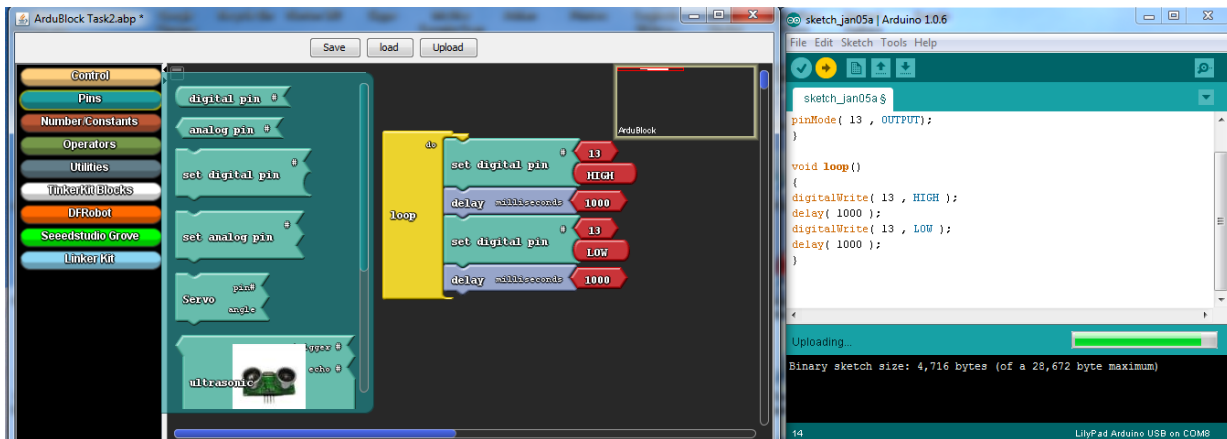 ArduBlock Task2.abp *
Save
load
Upload
Control
Pins
Number/Constants
Operators
Utilities
TinkerKit Blocks
DFRobot
Seeedstudio Grove
Linker Kit
digital pin #
analog pin #
#
set digital pin
#
set analog pin
pin#
Servo
angle
trigger #
echo #
ultrasonic
ArduBlock
do
loop
set digital pin # 13
HIGH
delay milliseconds 1000
set digital pin # 13
LOW
delay milliseconds 1000
sketch_jan05a | Arduino 1.0.6
File Edit Sketch Tools Help
sketch_jan05a §
pinMode( 13 , OUTPUT);
}
void loop()
{
digitalWrite( 13 , HIGH );
delay( 1000 );
digitalWrite( 13 , LOW );
delay( 1000 );
}
Uploading...
Binary sketch size: 4,716 bytes (of a 28,672 byte maximum)
14
LilyPad Arduino USB on COM8